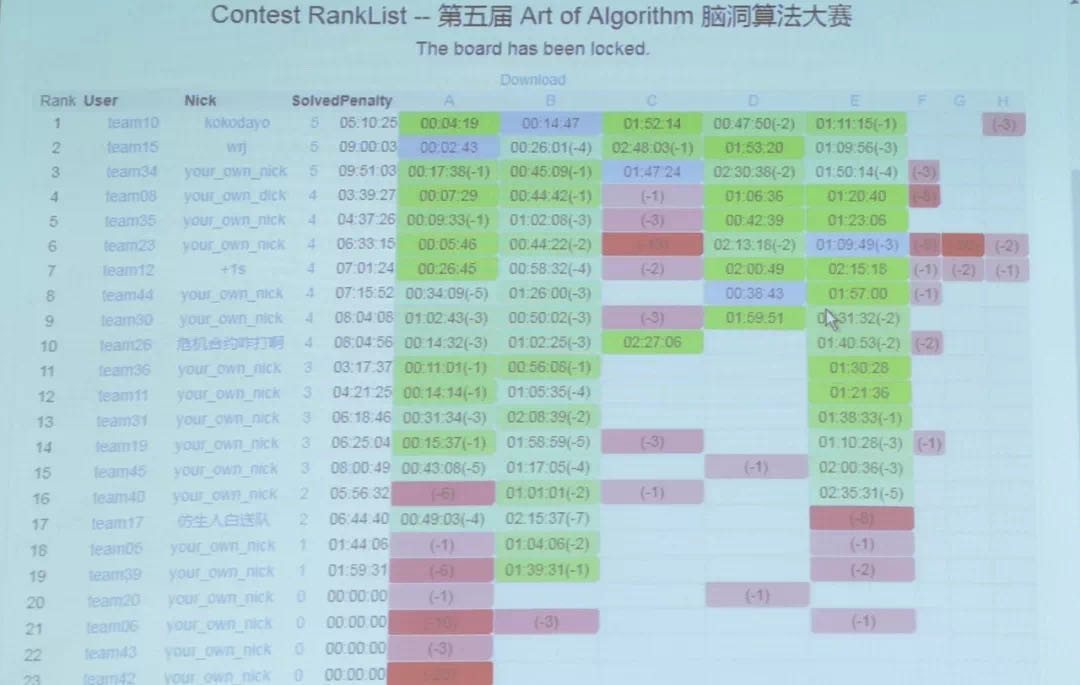 Contest RankList -- 第五届 Art of Algorithm 脑洞算法大赛
The board has been locked.
Download
Rank User Nick Solved Penalty A B C D E F G H
1 team10 kokodayo 5 05:10:25 00:04:19 00:14:47 01:52:14 00:47:50(-2) 01:11:15(-1) (-3)
2 team15 wrj 5 09:00:03 00:02:43 00:26:01(-4) 02:48:03(-1) 01:53:20 01:09:56(-3)
3 team34 your_own_nick 5 09:51:03 00:17:38(-1) 00:45:09(-1) 01:47:24 02:30:38(-2) 01:50:14(-4) (-3)
4 team08 your_own_dick 4 03:39:27 00:07:29 00:44:42(-1) (-1) 01:06:36 01:20:40
5 team35 your_own_nick 4 04:37:26 00:09:33(-1) 01:02:08(-3) (-3) 00:42:39 01:23:06
6 team23 your_own_nick 4 06:33:15 00:05:46 00:44:22(-2) 02:13:18(-2) 01:09:49(-3) (-2)
7 team12 +1s 4 07:01:24 00:26:45 00:58:32(-4) (-2) 02:00:49 02:15:18 (-1) (-2) (-1)
8 team44 your_own_nick 4 07:15:52 00:34:09(-5) 01:26:00(-3) 00:38:43 01:57:00 (-1)
9 team30 your_own_nick 4 08:04:08 01:02:43(-3) 00:50:02(-3) (-3) 01:59:51 31:32(-2)
10 team26 危机合约咋打啊 4 08:04:56 00:14:32(-3) 01:02:25(-3) 02:27:06 01:40:53(-2) (-2)
11 team36 your_own_nick 3 03:17:37 00:11:01(-1) 00:56:08(-1) 01:30:28
12 team11 your_own_nick 3 04:21:25 00:14:14(-1) 01:05:35(-4) 01:21:36
13 team31 your_own_nick 3 06:18:46 00:31:34(-3) 02:08:39(-2) 01:38:33(-1)
14 team19 your_own_nick 3 06:25:04 00:15:37(-1) 01:58:59(-5) (-3) 01:10:28(-3) (-1)
15 team45 your_own_nick 3 08:00:49 00:43:08(-5) 01:17:05(-4) (-1) 02:00:36(-3)
16 team40 your_own_nick 2 05:56:32 (-6) 01:01:01(-2) (-1) 02:35:31(-5)
17 team17 仿生人白送队 2 06:44:40 00:49:03(-4) 02:15:37(-7) (-8)
18 team05 your_own_nick 1 01:44:06 (-1) 01:04:06(-2) (-1)
19 team39 your_own_nick 1 01:59:31 (-6) 01:39:31(-1) (-2)
20 team20 your_own_nick 0 00:00:00 (-1) (-1)
21 team06 your_own_nick 0 00:00:00 (-3) (-1)
22 team43 your_own_nick 0 00:00:00 (-3)
23 team42 your_own_nick 0 00:00:00